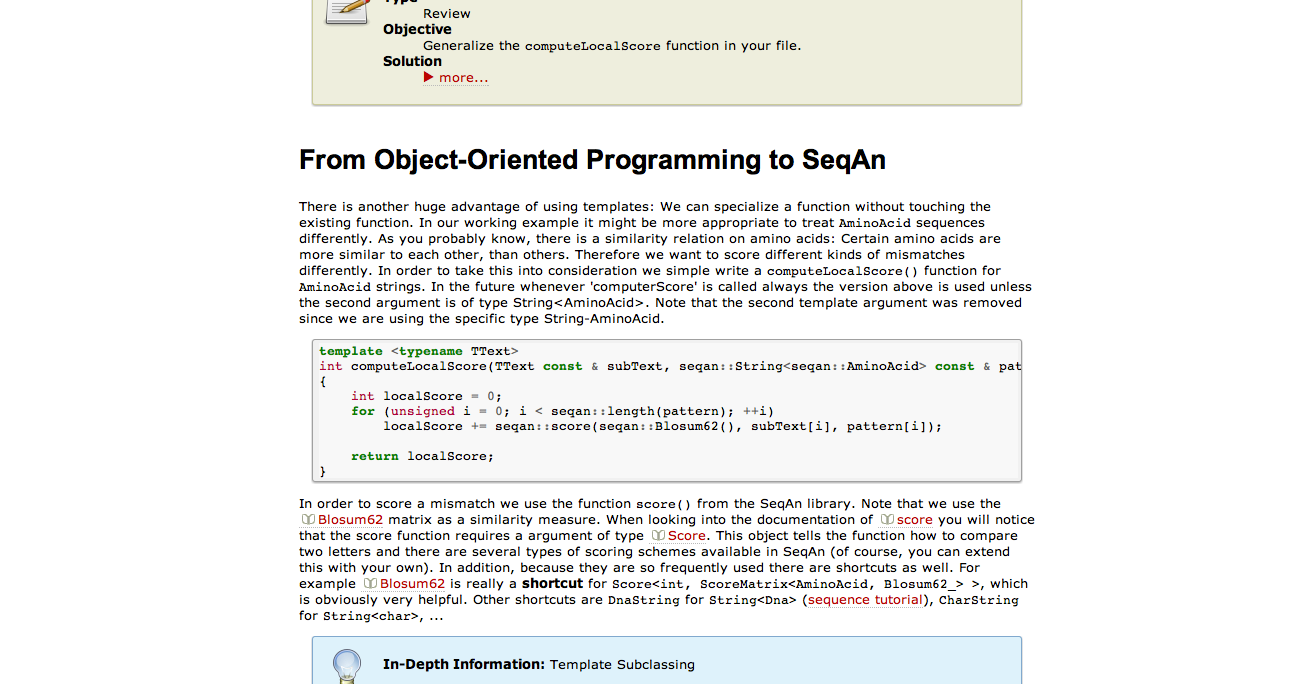 Type
Review
Objective
Generalize the computeLocalScore function in your file.
Solution
more...
From Object-Oriented Programming to SeqAn
There is another huge advantage of using templates: We can specialize a function without touching the
existing function. In our working example it might be more appropriate to treat AminoAcid sequences
differently. As you probably know, there is a similarity relation on amino acids: Certain amino acids are
more similar to each other, than others. Therefore we want to score different kinds of mismatches
differently. In order to take this into consideration we simple write a computeLocalScore() function for
AminoAcid strings. In the future whenever 'computerScore' is called always the version above is used unless
the second argument is of type String<AminoAcid>. Note that the second template argument was removed
since we are using the specific type String-AminoAcid.
template <typename TText>
int computeLocalScore(TText const & subText, seqan::String<seqan::AminoAcid> const & pat
{
    int localScore = 0;
    for (unsigned i = 0; i < seqan::length(pattern); ++i)
        localScore += seqan::score(seqan::Blosum62(), subText[i], pattern[i]);
    return localScore;
}
In order to score a mismatch we use the function score() from the SeqAn library. Note that we use the
Blosum62 matrix as a similarity measure. When looking into the documentation of score you will notice
that the score function requires a argument of type Score. This object tells the function how to compare
two letters and there are several types of scoring schemes available in SeqAn (of course, you can extend
this with your own). In addition, because they are so frequently used there are shortcuts as well. For
example Blosum62 is really a shortcut for Score<int, ScoreMatrix<AminoAcid, Blosum62_> >, which
is obviously very helpful. Other shortcuts are DnaString for String<Dna> (sequence tutorial), CharString
for String<char>, ...
In-Depth Information: Template Subclassing